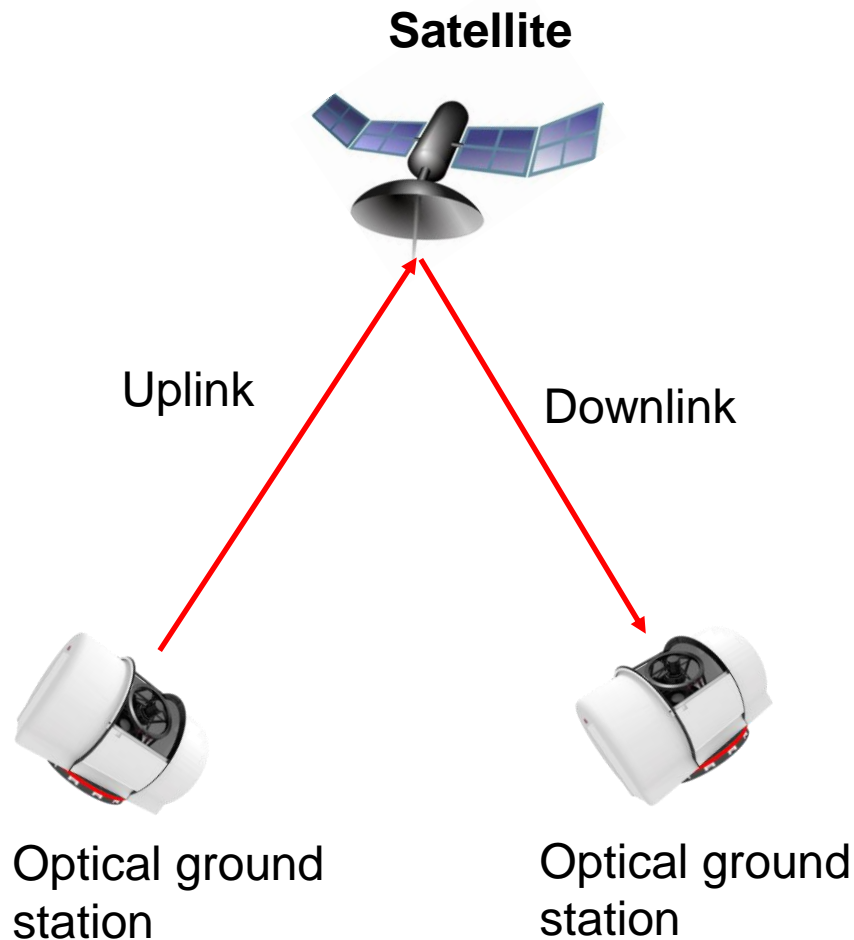 Satellite
Uplink
Downlink
Optical ground
station
Optical ground
station